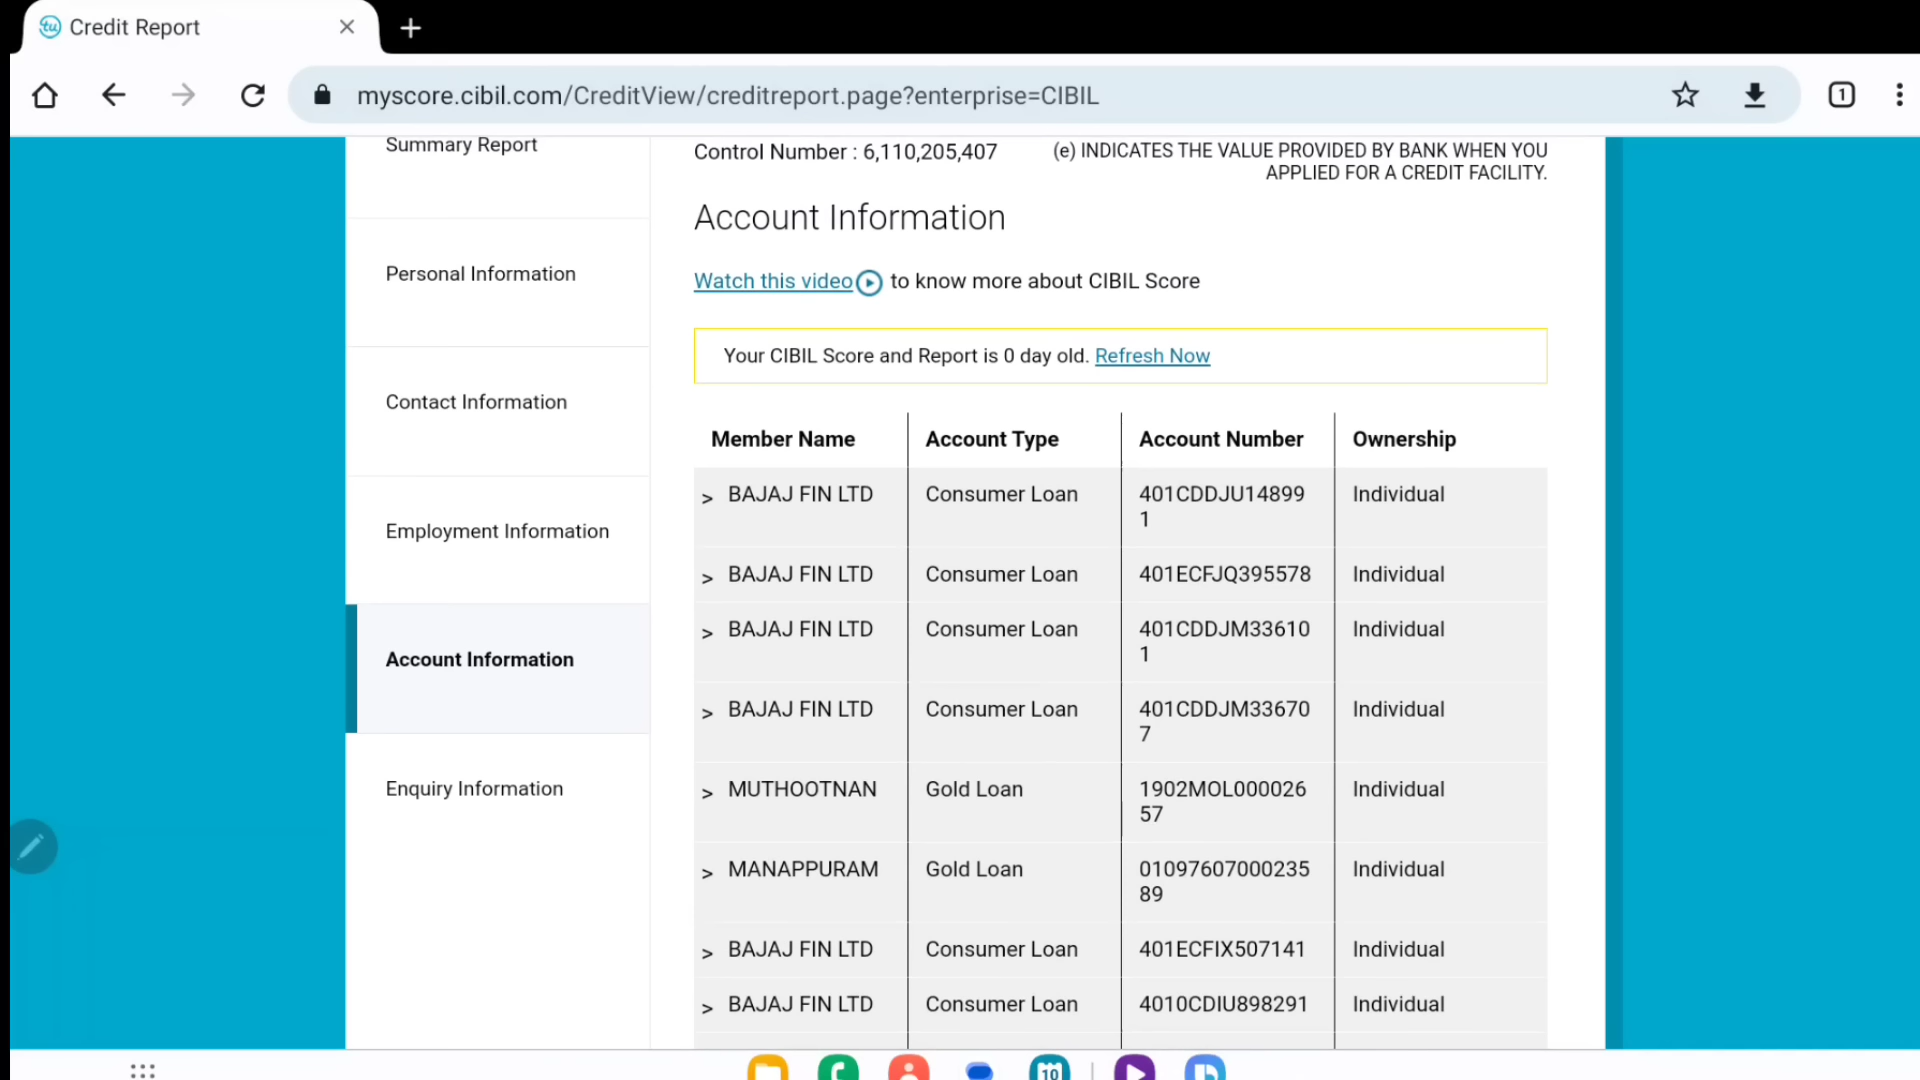 Credit Report
myscore.cibil.com/CreditView/creditreport.page?enterprise=CIBIL
1
Summary Report
Personal Information
Contact Information
Employment Information
Account Information
Enquiry Information
Control Number : 6,110,205,407
(e) INDICATES THE VALUE PROVIDED BY BANK WHEN YOU
APPLIED FOR A CREDIT FACILITY.
Account Information
Watch this video to know more about CIBIL Score
Your CIBIL Score and Report is 0 day old. Refresh Now
Member Name Account Type Account Number Ownership
> BAJAJ FIN LTD Consumer Loan 401CDDJU14899 Individual
1
> BAJAJ FIN LTD Consumer Loan 401ECFJQ395578 Individual
> BAJAJ FIN LTD Consumer Loan 401CDDJM33610 Individual
1
> BAJAJ FIN LTD Consumer Loan 401CDDJM33670 Individual
7
> MUTHOOTNAN Gold Loan 1902MOL000026 Individual
57
> MANAPPURAM Gold Loan 01097607000235 Individual
89
> BAJAJ FIN LTD Consumer Loan 401ECFIX507141 Individual
> BAJAJ FIN LTD Consumer Loan 4010CDIU898291 Individual
10